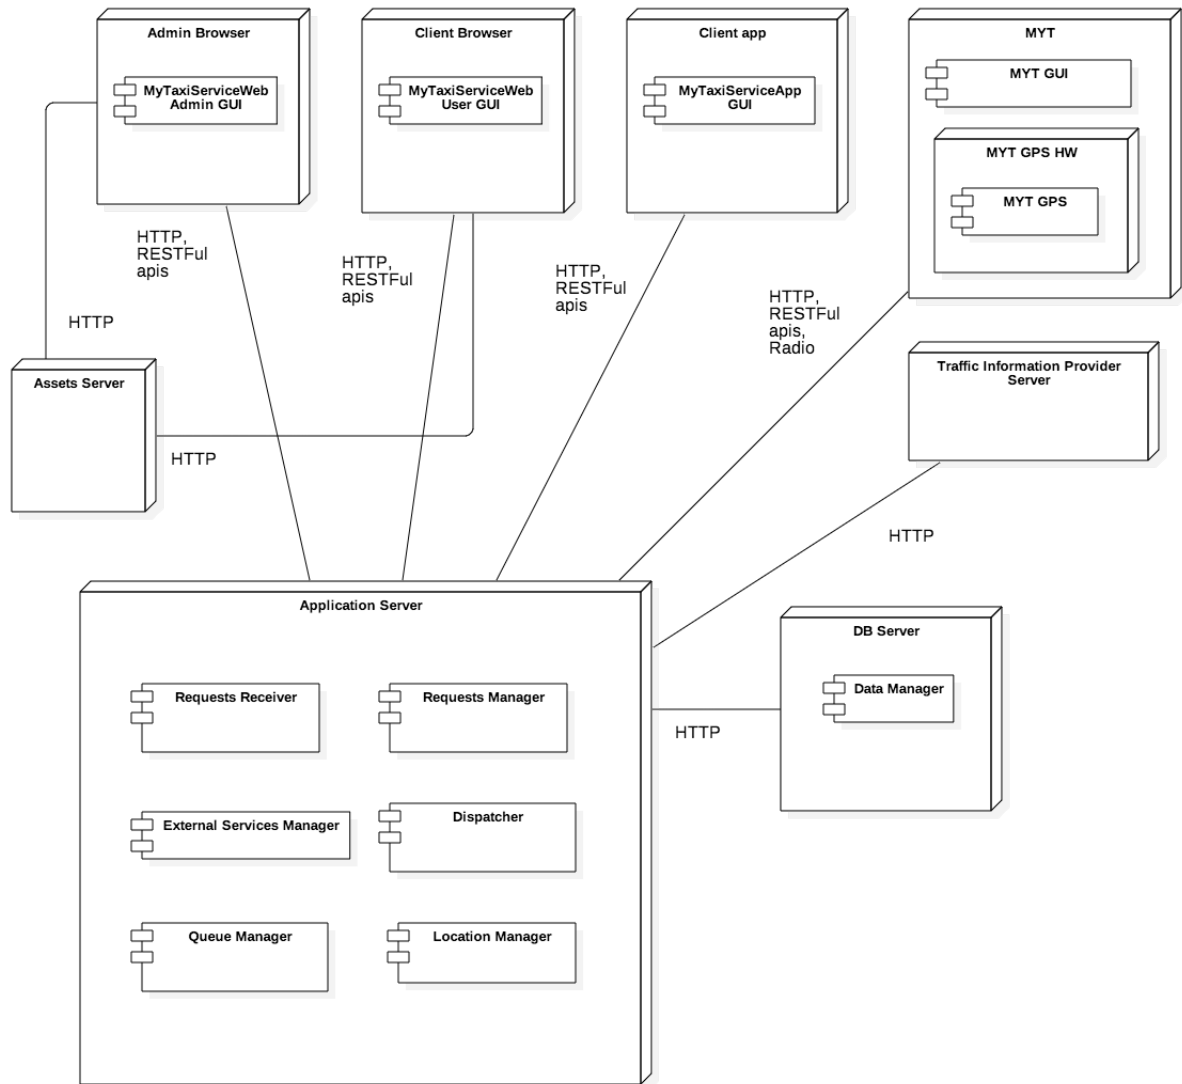 Admin Browser
MyTaxiServiceWeb
Admin GUI
Client Browser
MyTaxiServiceWeb
User GUI
Client app
MyTaxiServiceApp
GUI
MYT
MYT GUI
MYT GPS HW
MYT GPS
HTTP,
RESTFul
apis
HTTP,
RESTFul
apis
HTTP,
RESTFul
apis
HTTP,
RESTFul
apis,
Radio
HTTP
Assets Server
HTTP
Traffic Information Provider
Server
HTTP
Application Server
Requests Receiver
Requests Manager
External Services Manager
Dispatcher
Queue Manager
Location Manager
HTTP
DB Server
Data Manager